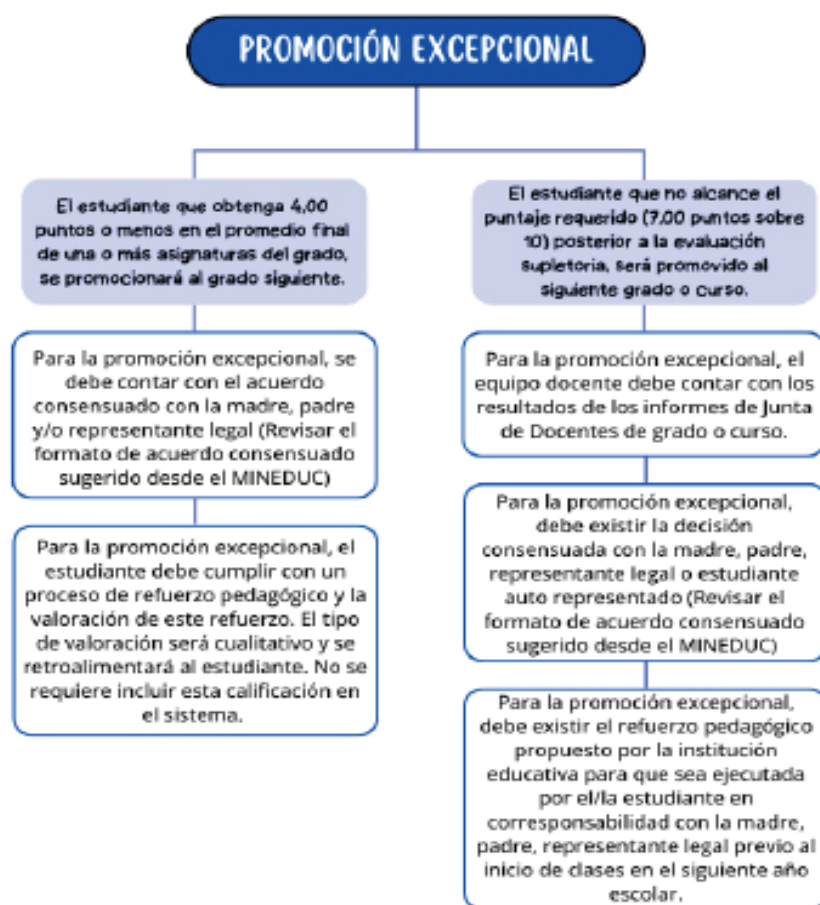 PROMOCIÓN EXCEPCIONAL
El estudiante que obtenga 4,00
puntos o menos en el promedio final
de una o más asignaturas del grado,
se promocionará al grado siguiente.
Para la promoción excepcional, se
debe contar con el acuerdo
consensuado con la madre, padre
y/o representante legal (Revisar el
formato de acuerdo consensuado
sugerido desde el MINEDUC)
Para la promoción excepcional, el
estudiante debe cumplir con un
proceso de refuerzo pedagógico y la
valoración de este refuerzo. El tipo
de valoración será cualitativo y se
retroalimentará al estudiante. No se
requiere incluir esta calificación en
el sistema.
El estudiante que no alcance el
puntaje requerido (7,00 puntos sobre
10) posterior a la evaluación
supletoria, será promovido al
siguiente grado o curso.
Para la promoción excepcional, el
equipo docente debe contar con los
resultados de los informes de Junta
de Docentes de grado o curso.
Para la promoción excepcional,
debe existir la decisión
consensuada con la madre, padre,
representante legal o estudiante
auto representado (Revisar el
formato de acuerdo consensuado
sugerido desde el MINEDUC)
Para la promoción excepcional,
debe existir el refuerzo pedagógico
propuesto por la institución
educativa para que sea ejecutada
por el/la estudiante en
corresponsabilidad con la madre,
padre, representante legal previo al
inicio de clases en el siguiente año
escolar.